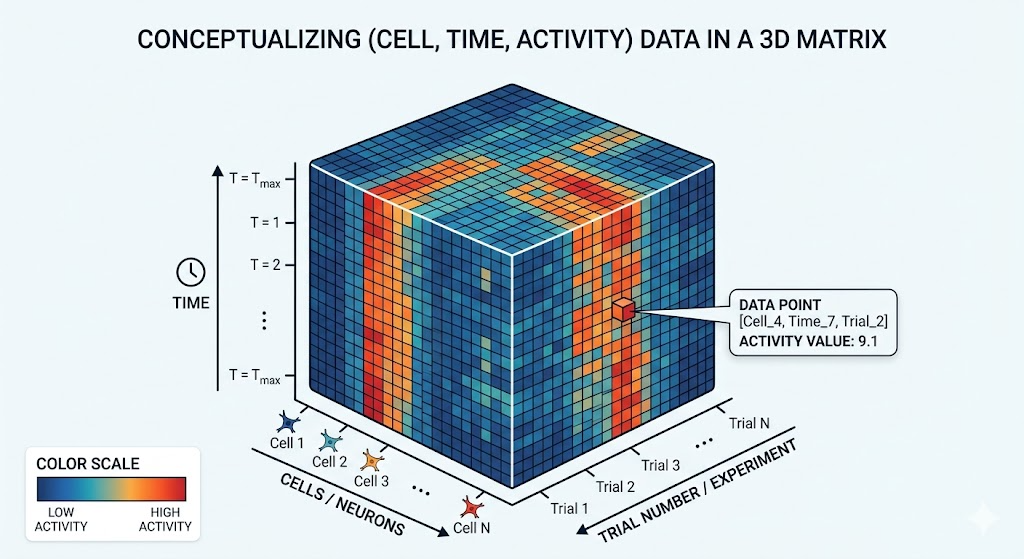 CONCEPTUALIZING (CELL, TIME, ACTIVITY) DATA IN A 3D MATRIX
T = Tmax
T = 1
T = 2
⋮
T = Tmax
TIME
DATA POINT
[Cell_4, Time_7, Trial_2]
ACTIVITY VALUE: 9.1
Cell 1
Cell 2
Cell 3
...
Cell N
CELLS / NEURONS
Trial 1
Trial 2
Trial 3
...
Trial N
TRIAL NUMBER / EXPERIMENT
COLOR SCALE
LOW
ACTIVITY
HIGH
ACTIVITY